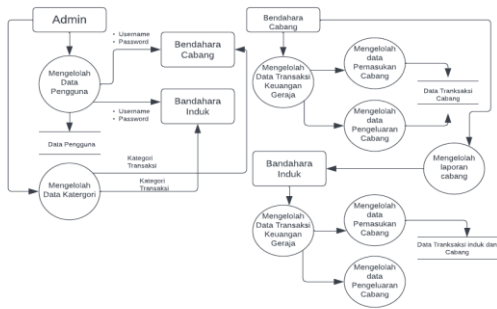 Admin
• Username
• Password
Bendahara
Cabang
Mengelolah
Data
Pengguna
Bandahara
Induk
• Username
• Password
Data Pengguna
Kategori
Transaksi
Kategori
Transaksi
Mengelolah
Data Katergori
Bendahara
Cabang
Mengelolah
Data Transaksi
Keuangan
Geraja
Mengelolah
data
Pemasukan
Cabang
Data Tranksaksi
Cabang
Mengelolah
data
Pengeluaran
Cabang
Mengelolah
laporan
cabang
Bandahara
Induk
Mengelolah
Data Transaksi
Keuangan
Geraja
Mengelolah
data
Pemasukan
Cabang
Data Tranksaksi Induk dan
Cabang
Mengelolah
data
Pengeluaran
Cabang